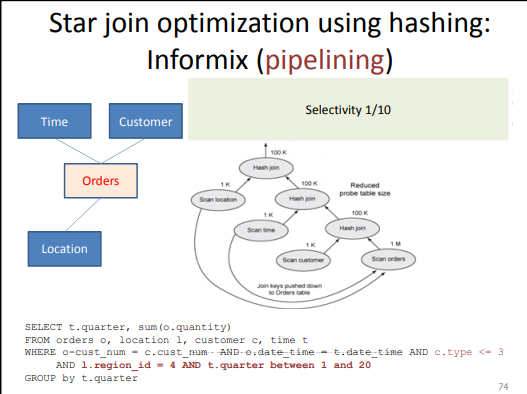 Star join optimization using hashing:
Informix (pipelining)
Selectivity 1/10
Time
Customer
Orders
Location
100 K
Hash join
1 K
100 K
Scan location
Hash join
Reduced
probe table size
1 K
100 K
Scan time
Hash join
1 K
1 M
Scan customer
Scan orders
Join keys pushed down
to Orders table
SELECT t.quarter, sum(o.quantity)
FROM orders o, location l, customer c, time t
WHERE o-cust_num = c.cust_num AND o.date_time = t.date_time AND c.type <= 3
AND l.region_id = 4 AND t.quarter between 1 and 20
GROUP by t.quarter
74